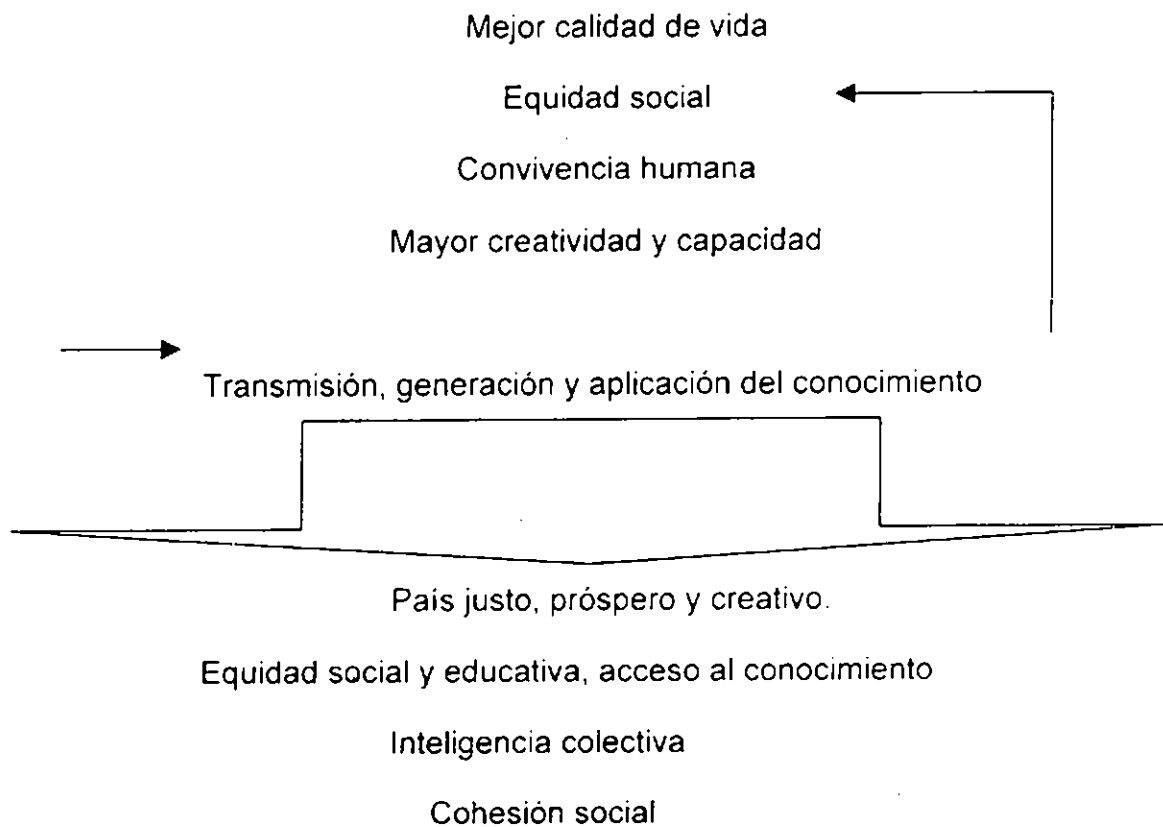 Mejor calidad de vida
Equidad social
Convivencia humana
Mayor creatividad y capacidad
Transmisión, generación y aplicación del conocimiento
País justo, próspero y creativo.
Equidad social y educativa, acceso al conocimiento
Inteligencia colectiva
Cohesión social